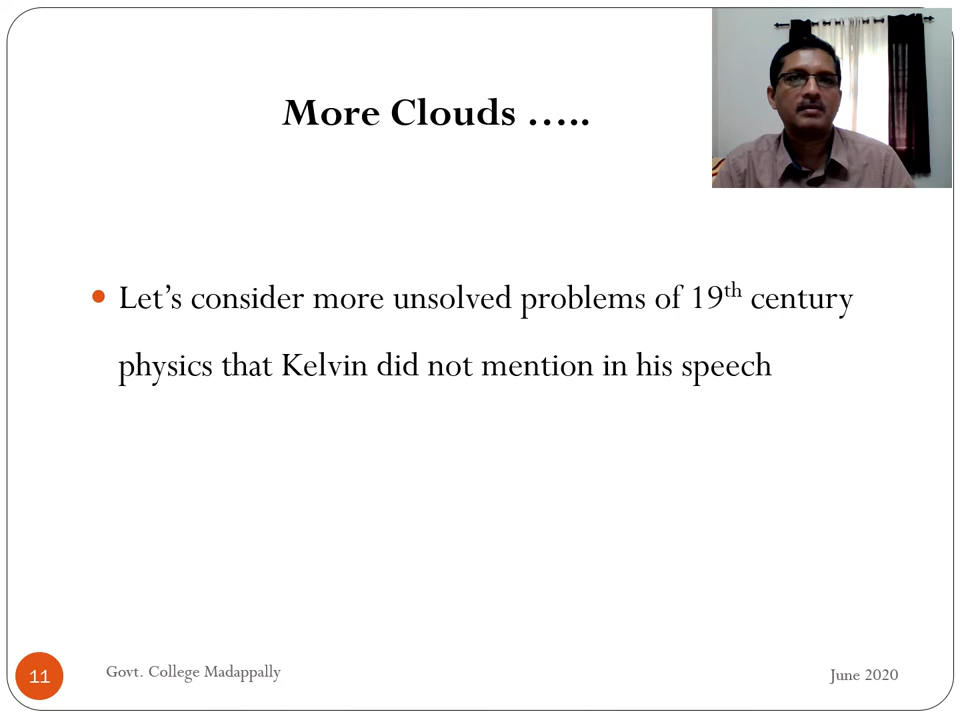 More Clouds …..
Let’s consider more unsolved problems of 19th century
physics that Kelvin did not mention in his speech
11
Govt. College Madappally
June 2020